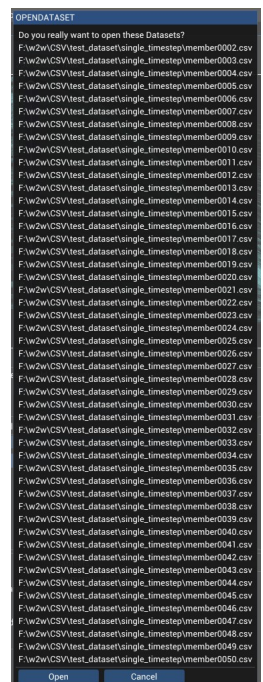 OPENDATASET
Do you really want to open these Datasets?
F:\w2w\CSV\test_dataset\single_timestep\member0002.csv
F:\w2w\CSV\test_dataset\single_timestep\member0003.csv
F:\w2w\CSV\test_dataset\single_timestep\member0004.csv
F:\w2w\CSV\test_dataset\single_timestep\member0005.csv
F:\w2w\CSV\test_dataset\single_timestep\member0006.csv
F:\w2w\CSV\test_dataset\single_timestep\member0007.csv
F:\w2w\CSV\test_dataset\single_timestep\member0008.csv
F:\w2w\CSV\test_dataset\single_timestep\member0009.csv
F:\w2w\CSV\test_dataset\single_timestep\member0010.csv
F:\w2w\CSV\test_dataset\single_timestep\member0011.csv
F:\w2w\CSV\test_dataset\single_timestep\member0012.csv
F:\w2w\CSV\test_dataset\single_timestep\member0013.csv
F:\w2w\CSV\test_dataset\single_timestep\member0014.csv
F:\w2w\CSV\test_dataset\single_timestep\member0015.csv
F:\w2w\CSV\test_dataset\single_timestep\member0016.csv
F:\w2w\CSV\test_dataset\single_timestep\member0017.csv
F:\w2w\CSV\test_dataset\single_timestep\member0018.csv
F:\w2w\CSV\test_dataset\single_timestep\member0019.csv
F:\w2w\CSV\test_dataset\single_timestep\member0020.csv
F:\w2w\CSV\test_dataset\single_timestep\member0021.csv
F:\w2w\CSV\test_dataset\single_timestep\member0022.csv
F:\w2w\CSV\test_dataset\single_timestep\member0023.csv
F:\w2w\CSV\test_dataset\single_timestep\member0024.csv
F:\w2w\CSV\test_dataset\single_timestep\member0025.csv
F:\w2w\CSV\test_dataset\single_timestep\member0026.csv
F:\w2w\CSV\test_dataset\single_timestep\member0027.csv
F:\w2w\CSV\test_dataset\single_timestep\member0028.csv
F:\w2w\CSV\test_dataset\single_timestep\member0029.csv
F:\w2w\CSV\test_dataset\single_timestep\member0030.csv
F:\w2w\CSV\test_dataset\single_timestep\member0031.csv
F:\w2w\CSV\test_dataset\single_timestep\member0032.csv
F:\w2w\CSV\test_dataset\single_timestep\member0033.csv
F:\w2w\CSV\test_dataset\single_timestep\member0034.csv
F:\w2w\CSV\test_dataset\single_timestep\member0035.csv
F:\w2w\CSV\test_dataset\single_timestep\member0036.csv
F:\w2w\CSV\test_dataset\single_timestep\member0037.csv
F:\w2w\CSV\test_dataset\single_timestep\member0038.csv
F:\w2w\CSV\test_dataset\single_timestep\member0039.csv
F:\w2w\CSV\test_dataset\single_timestep\member0040.csv
F:\w2w\CSV\test_dataset\single_timestep\member0041.csv
F:\w2w\CSV\test_dataset\single_timestep\member0042.csv
F:\w2w\CSV\test_dataset\single_timestep\member0043.csv
F:\w2w\CSV\test_dataset\single_timestep\member0044.csv
F:\w2w\CSV\test_dataset\single_timestep\member0045.csv
F:\w2w\CSV\test_dataset\single_timestep\member0046.csv
F:\w2w\CSV\test_dataset\single_timestep\member0047.csv
F:\w2w\CSV\test_dataset\single_timestep\member0048.csv
F:\w2w\CSV\test_dataset\single_timestep\member0049.csv
F:\w2w\CSV\test_dataset\single_timestep\member0050.csv
Open Cancel